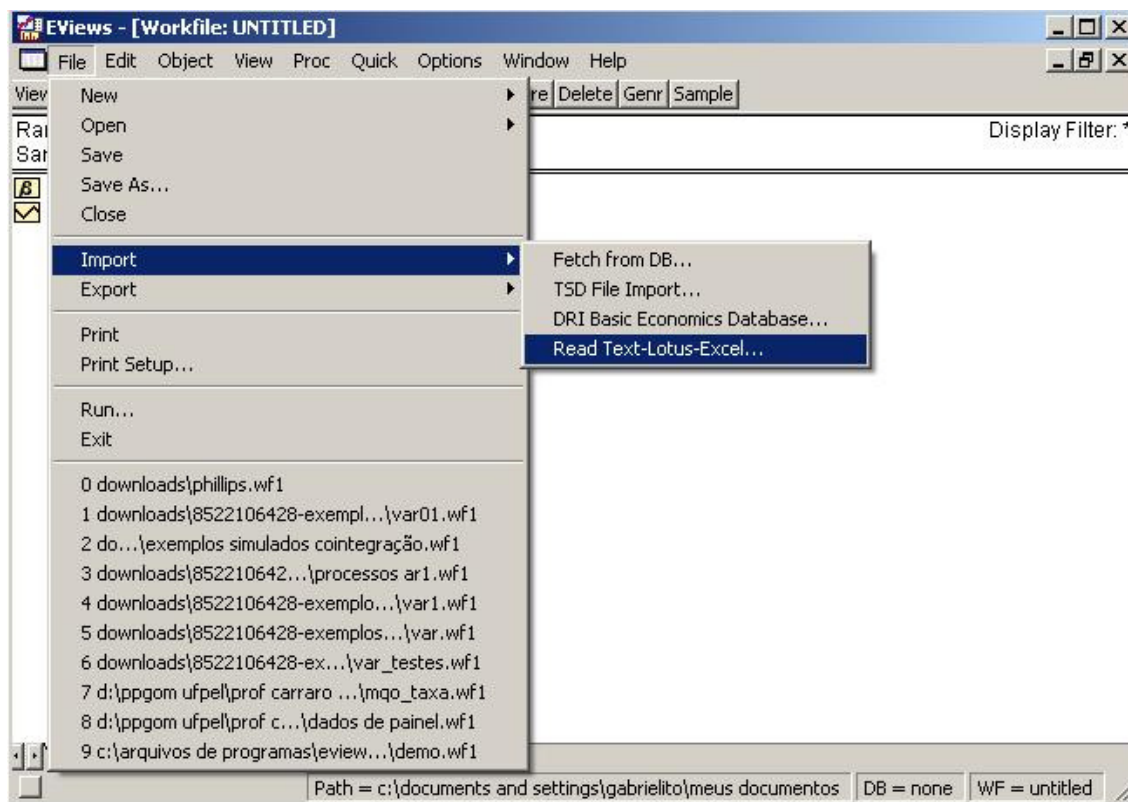 EViews - [Workfile: UNTITLED]
File Edit Object View Proc Quick Options Window Help
View
re Delete Genr Sample
Display Filter: *
New
Open
Save
Save As...
Close
Import
Export
Print
Print Setup...
Run...
Exit
Fetch from DB...
TSD File Import...
DRI Basic Economics Database...
Read Text-Lotus-Excel...
0 downloads\phillips.wf1
1 downloads\8522106428-exempl...\var01.wf1
2 do...\exemplos simulados cointegração.wf1
3 downloads\852210642...\processos ar1.wf1
4 downloads\8522106428-exemplo...\var1.wf1
5 downloads\8522106428-exemplos...\var.wf1
6 downloads\8522106428-ex...\var_testes.wf1
7 d:\ppgom ufpel\prof carraro ...\mqo_taxa.wf1
8 d:\ppgom ufpel\prof c...\dados de painel.wf1
9 c:\arquivos de programas\eview...\demo.wf1
Path = c:\documents and settings\gabrielito\meus documentos DB = none WF = untitled